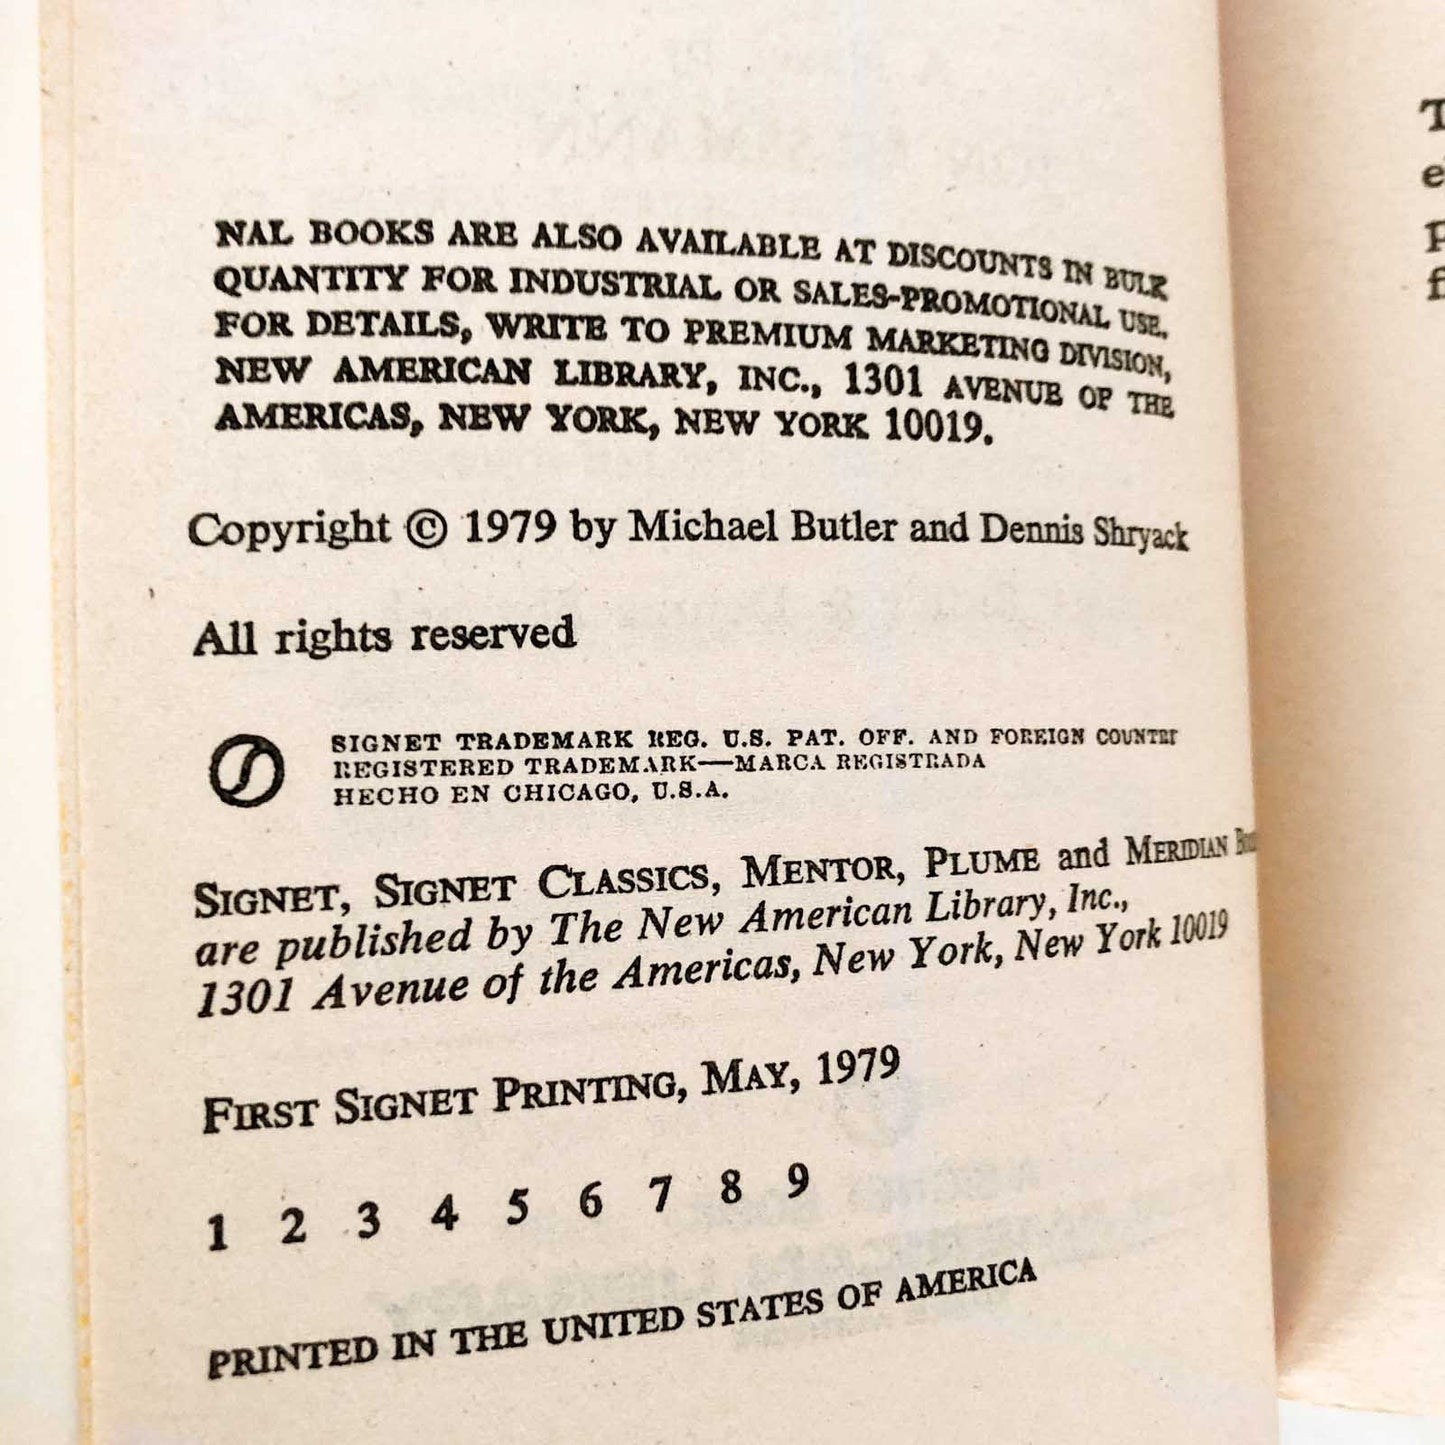 NAL BOOKS ARE ALSO AVAILABLE AT DISCOUNTS IN BULK
QUANTITY FOR INDUSTRIAL OR SALES-PROMOTIONAL USE.
FOR DETAILS, WRITE TO PREMIUM MARKETING DIVISION,
NEW AMERICAN LIBRARY, INC., 1301 AVENUE OF THE
AMERICAS, NEW YORK, NEW YORK 10019.
Copyright © 1979 by Michael Butler and Dennis Shryack
All rights reserved
SIGNET TRADEMARK REG. U.S. PAT. OFF. AND FOREIGN COUNTRI
REGISTERED TRADEMARK—MARCA REGISTRADA
HECHO EN CHICAGO, U.S.A.
SIGNET, SIGNET CLASSICS, MENTOR, PLUME and MERIDIAN
are published by The New American Library, Inc.,
1301 Avenue of the Americas, New York, New York 10019
FIRST SIGNET PRINTING, MAY, 1979
1 2 3 4 5 6 7 8 9
PRINTED IN THE UNITED STATES OF AMERICA